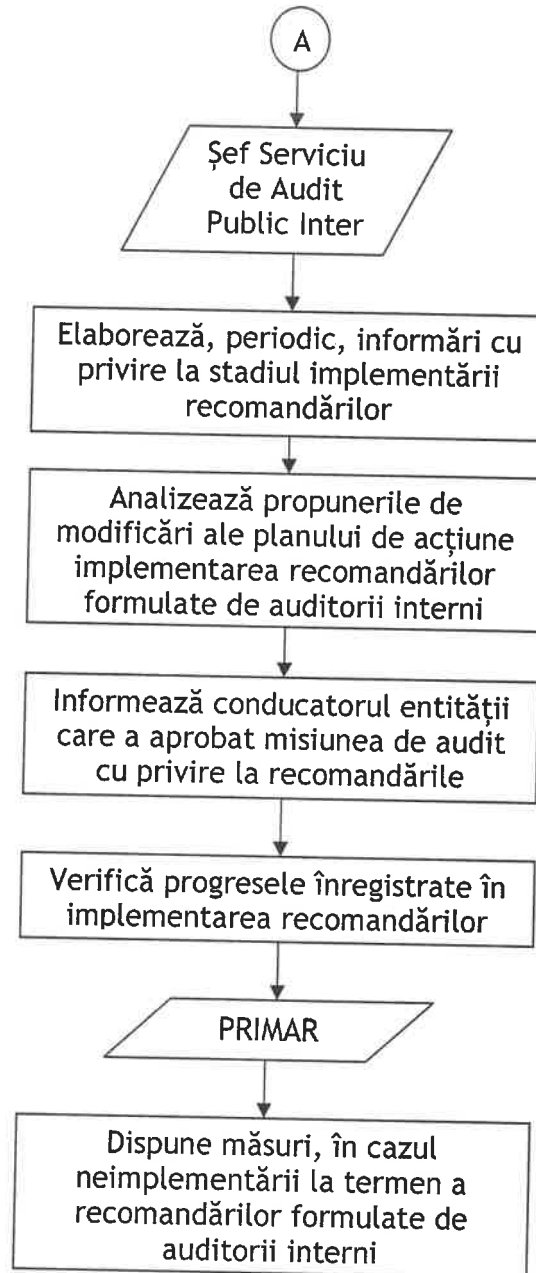 A
Șef Serviciu
de Audit
Public Inter
Elaborează, periodic, informări cu
privire la stadiul implementării
recomandărilor
Analizează propunerile de
modificări ale planului de acțiune
implementarea recomandărilor
formulate de auditorii interni
Informează conducatorul entității
care a aprobat misiunea de audit
cu privire la recomandările
Verifică progresele înregistrate în
implementarea recomandărilor
PRIMAR
Dispune măsuri, în cazul
neimplementării la termen a
recomandărilor formulate de
auditorii interni